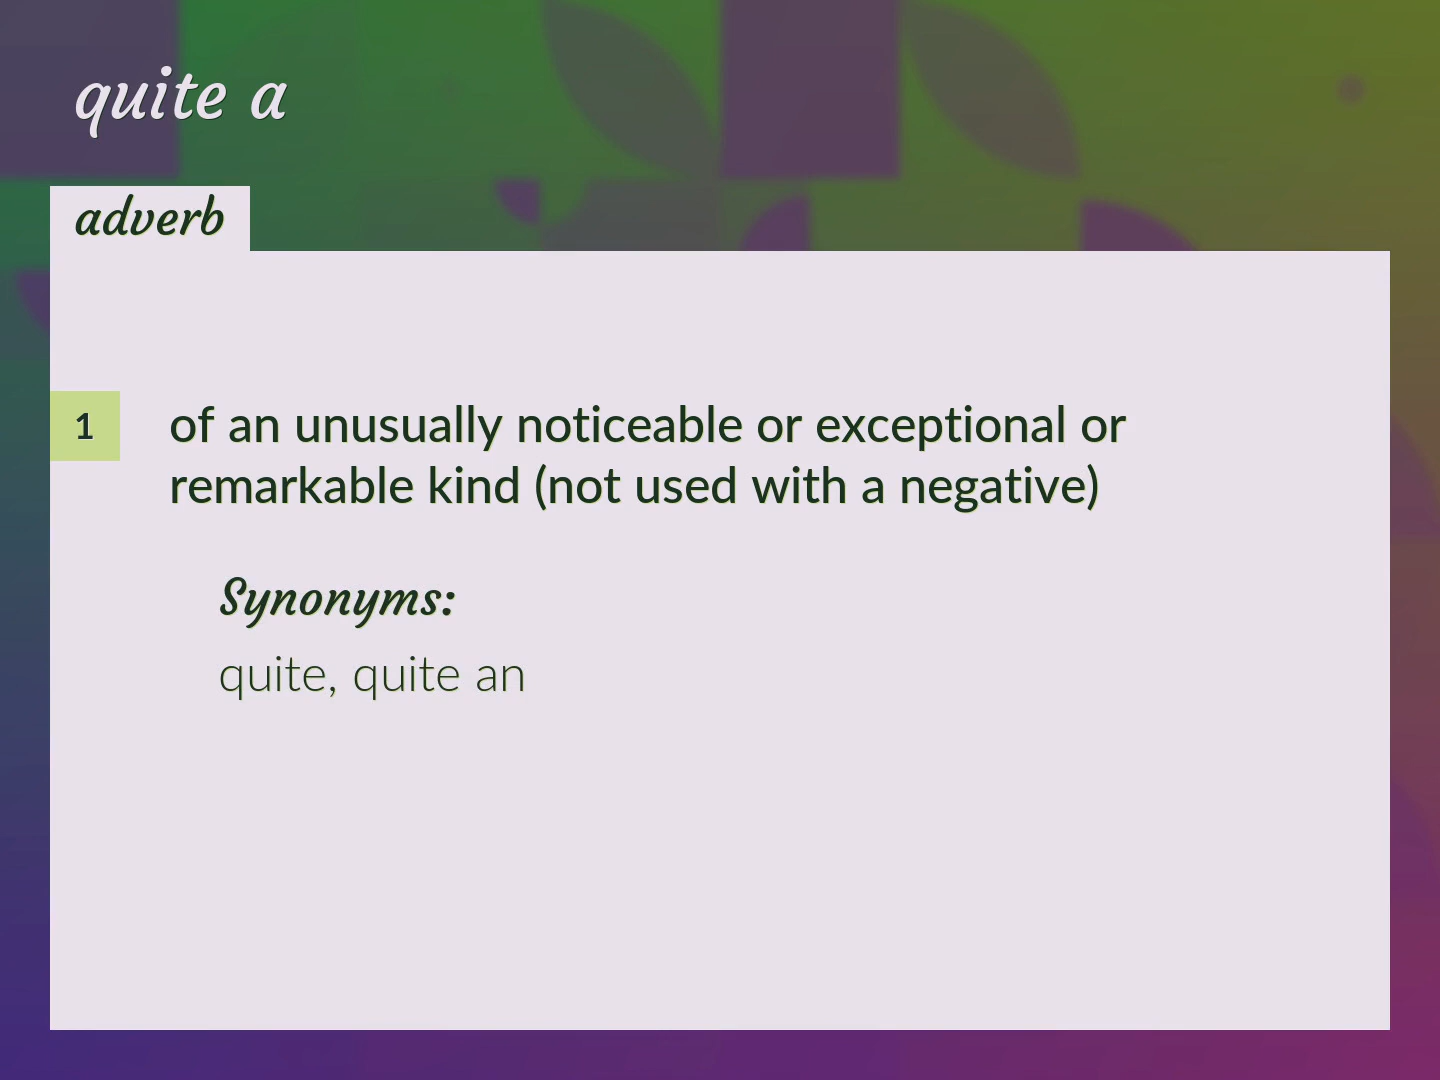 quite a
adverb
1
of an unusually noticeable or exceptional or
remarkable kind (not used with a negative)
Synonyms:
quite, quite an